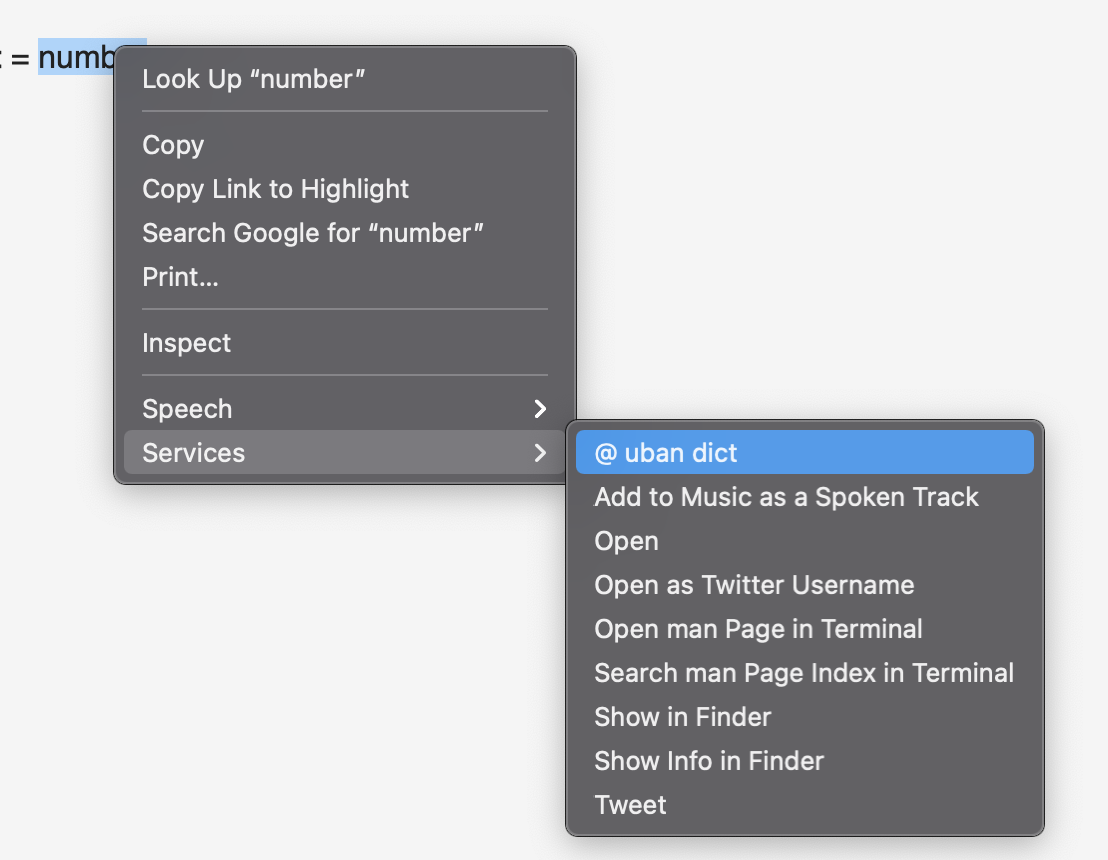 = numb
Look Up “number”
Copy
Copy Link to Highlight
Search Google for “number”
Print...
Inspect
Speech
Services
@ uban dict
Add to Music as a Spoken Track
Open
Open as Twitter Username
Open man Page in Terminal
Search man Page Index in Terminal
Show in Finder
Show Info in Finder
Tweet